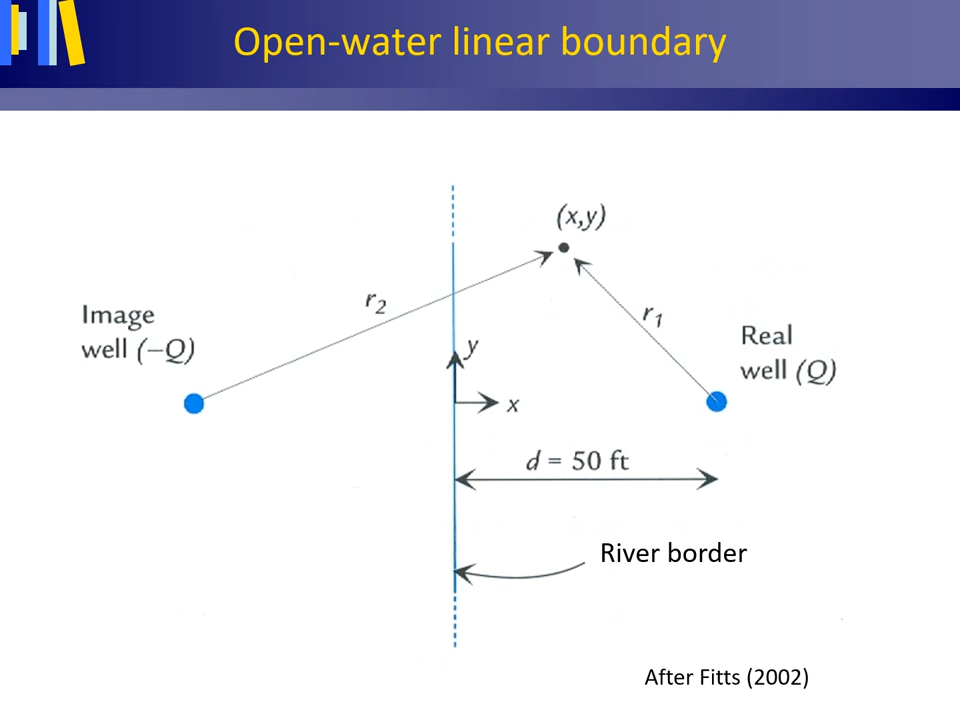 Open-water linear boundary
(x,y)
r2
Image
well (−Q)
r1
Real
well (Q)
y
x
d = 50 ft
River border
After Fitts (2002)